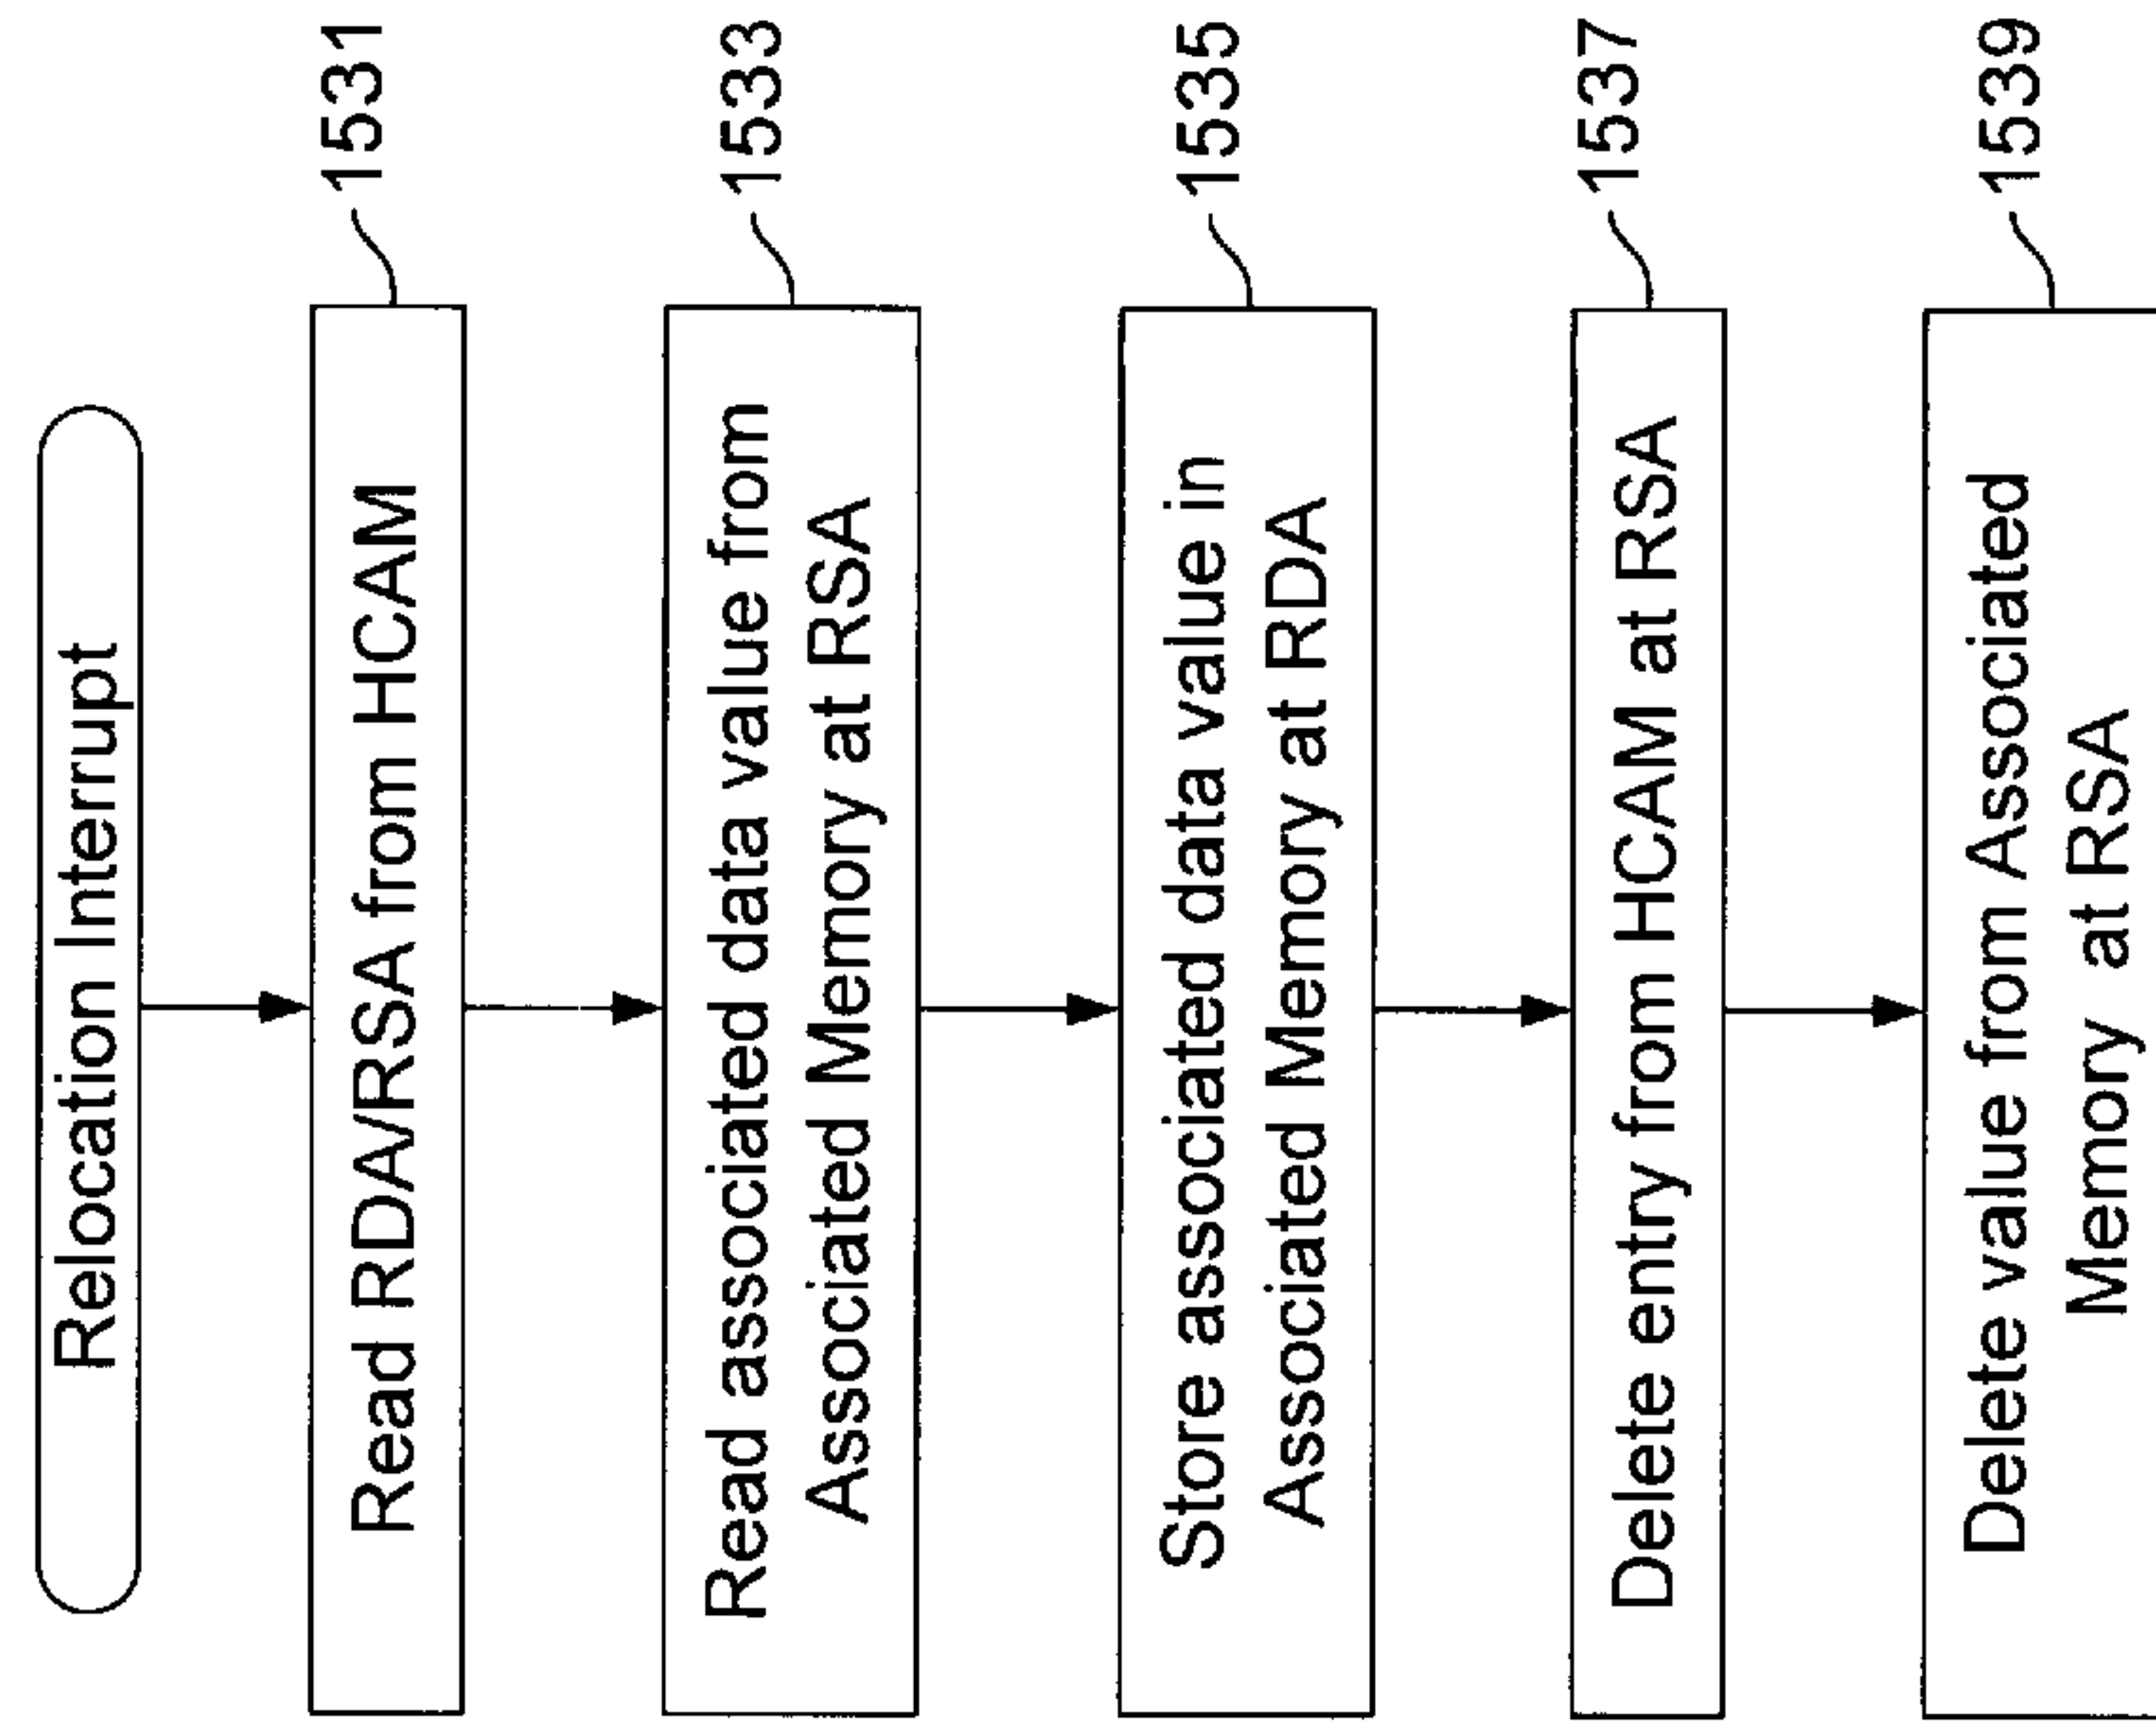 Relocation Interrupt
Read RDA/RSA from HCAM
1531
Read associated data value from
Associated Memory at RSA
1533
Store associated data value in
Associated Memory at RDA
1535
Delete entry from HCAM at RSA
1537
Delete value from Associated
Memory at RSA
1539